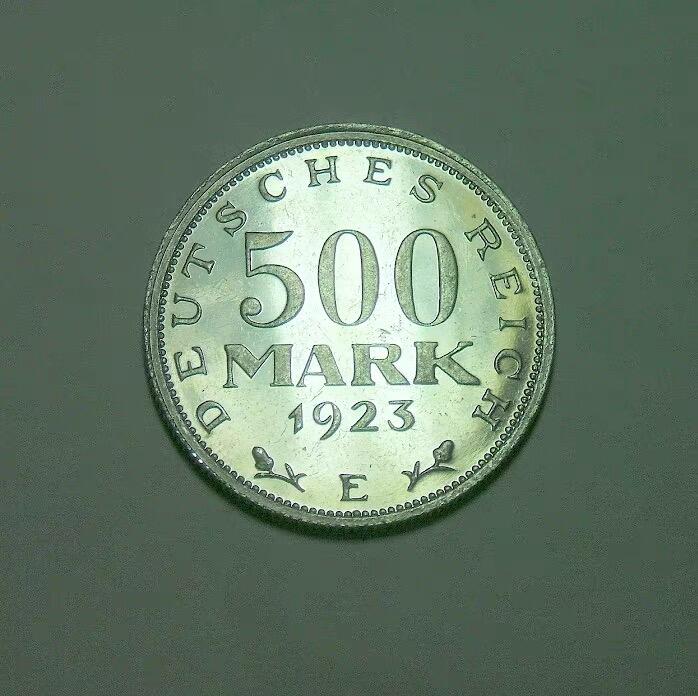 DEUTSCHES REICH
500
MARK
1923
E